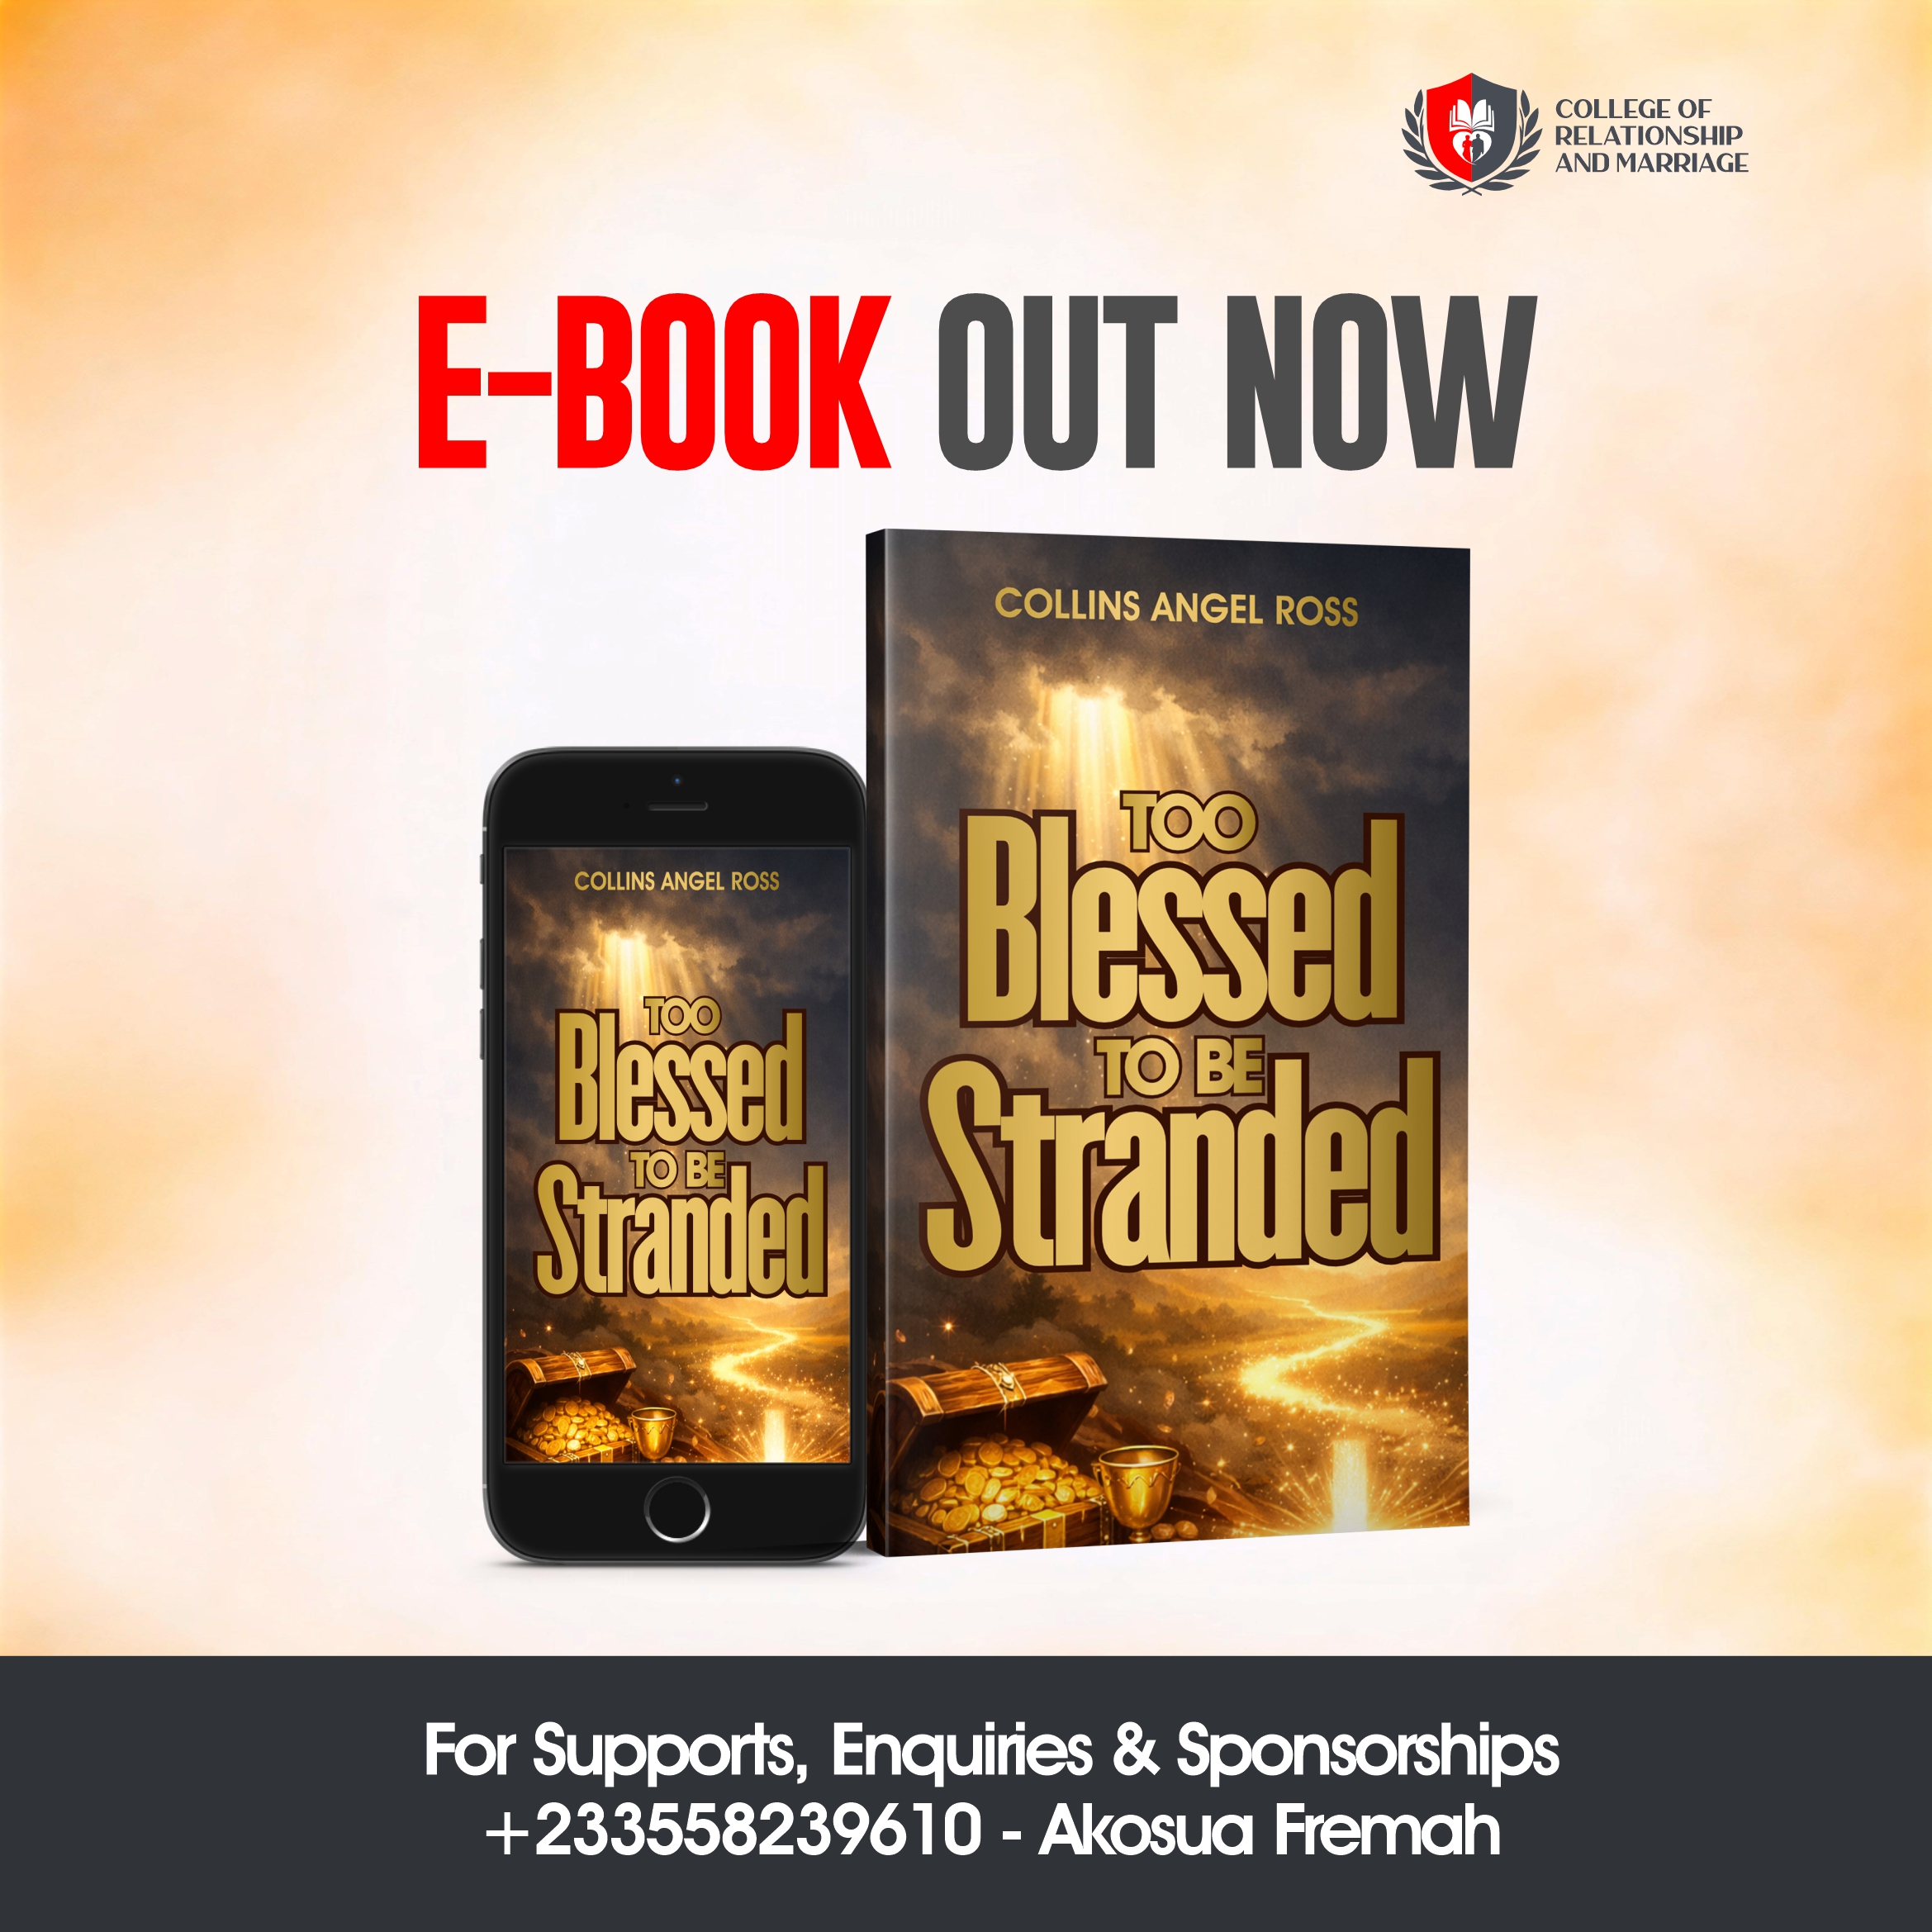 COLLEGE OF
RELATIONSHIP
AND MARRIAGE
E-BOOK OUT NOW
COLLINS ANGEL ROSS
TOO
Blessed
TO BE
Stranded
COLLINS ANGEL ROSS
TOO
Blessed
TO BE
Stranded
For Supports, Enquiries & Sponsorships
+233558239610 - Akosua Fremah